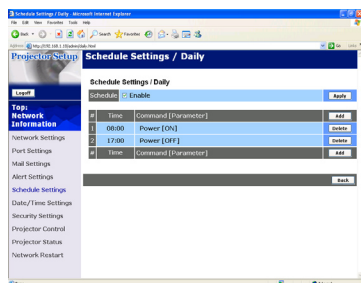 Schedule Settings / Daily - Microsoft Internet Explorer
File Edit View Favorites Tools Help
Back Search Favorites
Projector Setup
Schedule Settings / Daily
Logoff
Top:
Network
Information
Network Settings
Port Settings
Mail Settings
Alert Settings
Schedule Settings
Date/Time Settings
Security Settings
Projector Control
Projector Status
Network Restart
Schedule Settings / Daily
Schedule Enable Apply
# Time Command [Parameter] Add
1 08:00 Power [ON] Delete
2 17:00 Power [OFF] Delete
# Time Command [Parameter] Add
Back